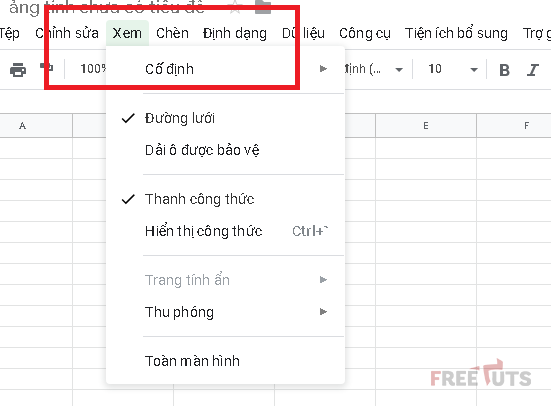 ảng tính chưa có tiêu đề
Tệp Chỉnh sửa Xem Chèn Định dạng Dữ liệu Công cụ Tiện ích bổ sung Trợ g
100% định (... 10 B I
A E F
Cố định
Đường lưới
Dải ô được bảo vệ
Thanh công thức
Hiển thị công thức Ctrl+`
Trang tính ẩn
Thu phóng
Toàn màn hình
FREETUTS